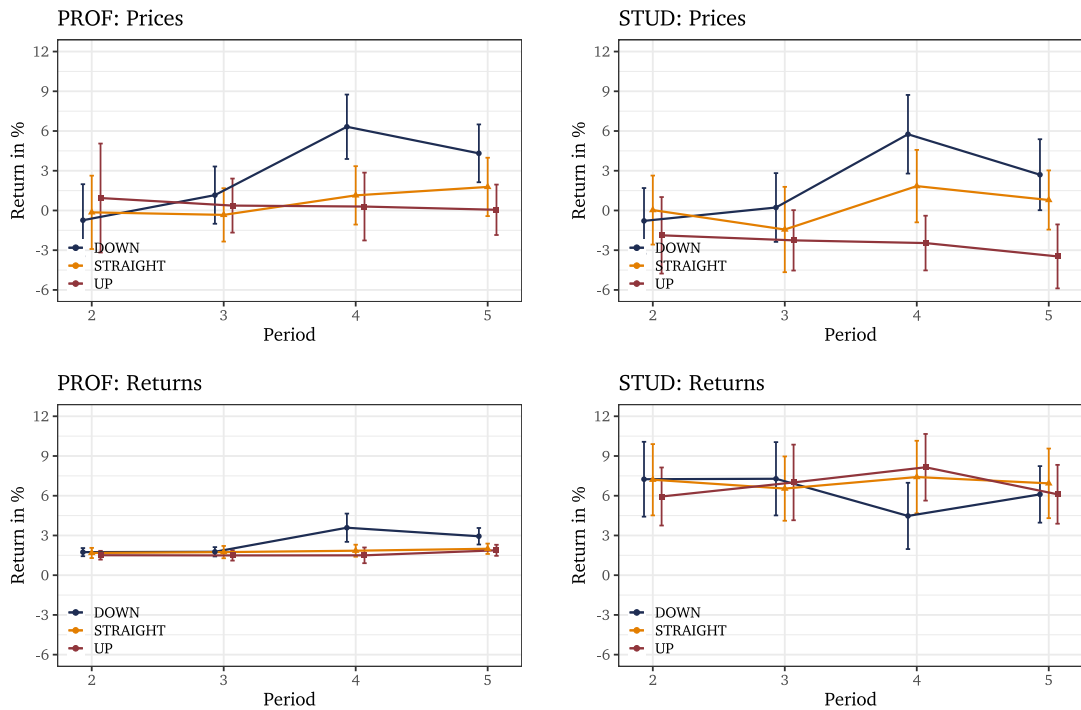 PROF: Prices
Return in %
12
9
6
3
0
-3
-6
DOWN
STRAIGHT
UP
2
3
4
5
Period
STUD: Prices
Return in %
12
9
6
3
0
-3
-6
DOWN
STRAIGHT
UP
2
3
4
5
Period
PROF: Returns
Return in %
12
9
6
3
0
-3
-6
DOWN
STRAIGHT
UP
2
3
4
5
Period
STUD: Returns
Return in %
12
9
6
3
0
-3
-6
DOWN
STRAIGHT
UP
2
3
4
5
Period